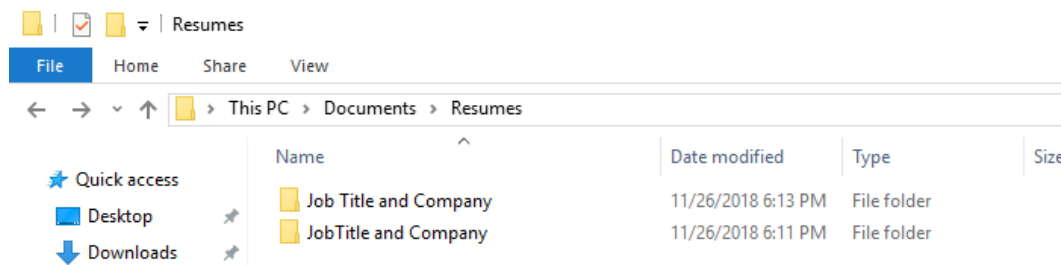 Resumes
File Home Share View
This PC Documents Resumes
Name Date modified Type Size
Quick access
Job Title and Company 11/26/2018 6:13 PM File folder
Desktop
JobTitle and Company 11/26/2018 6:11 PM File folder
Downloads